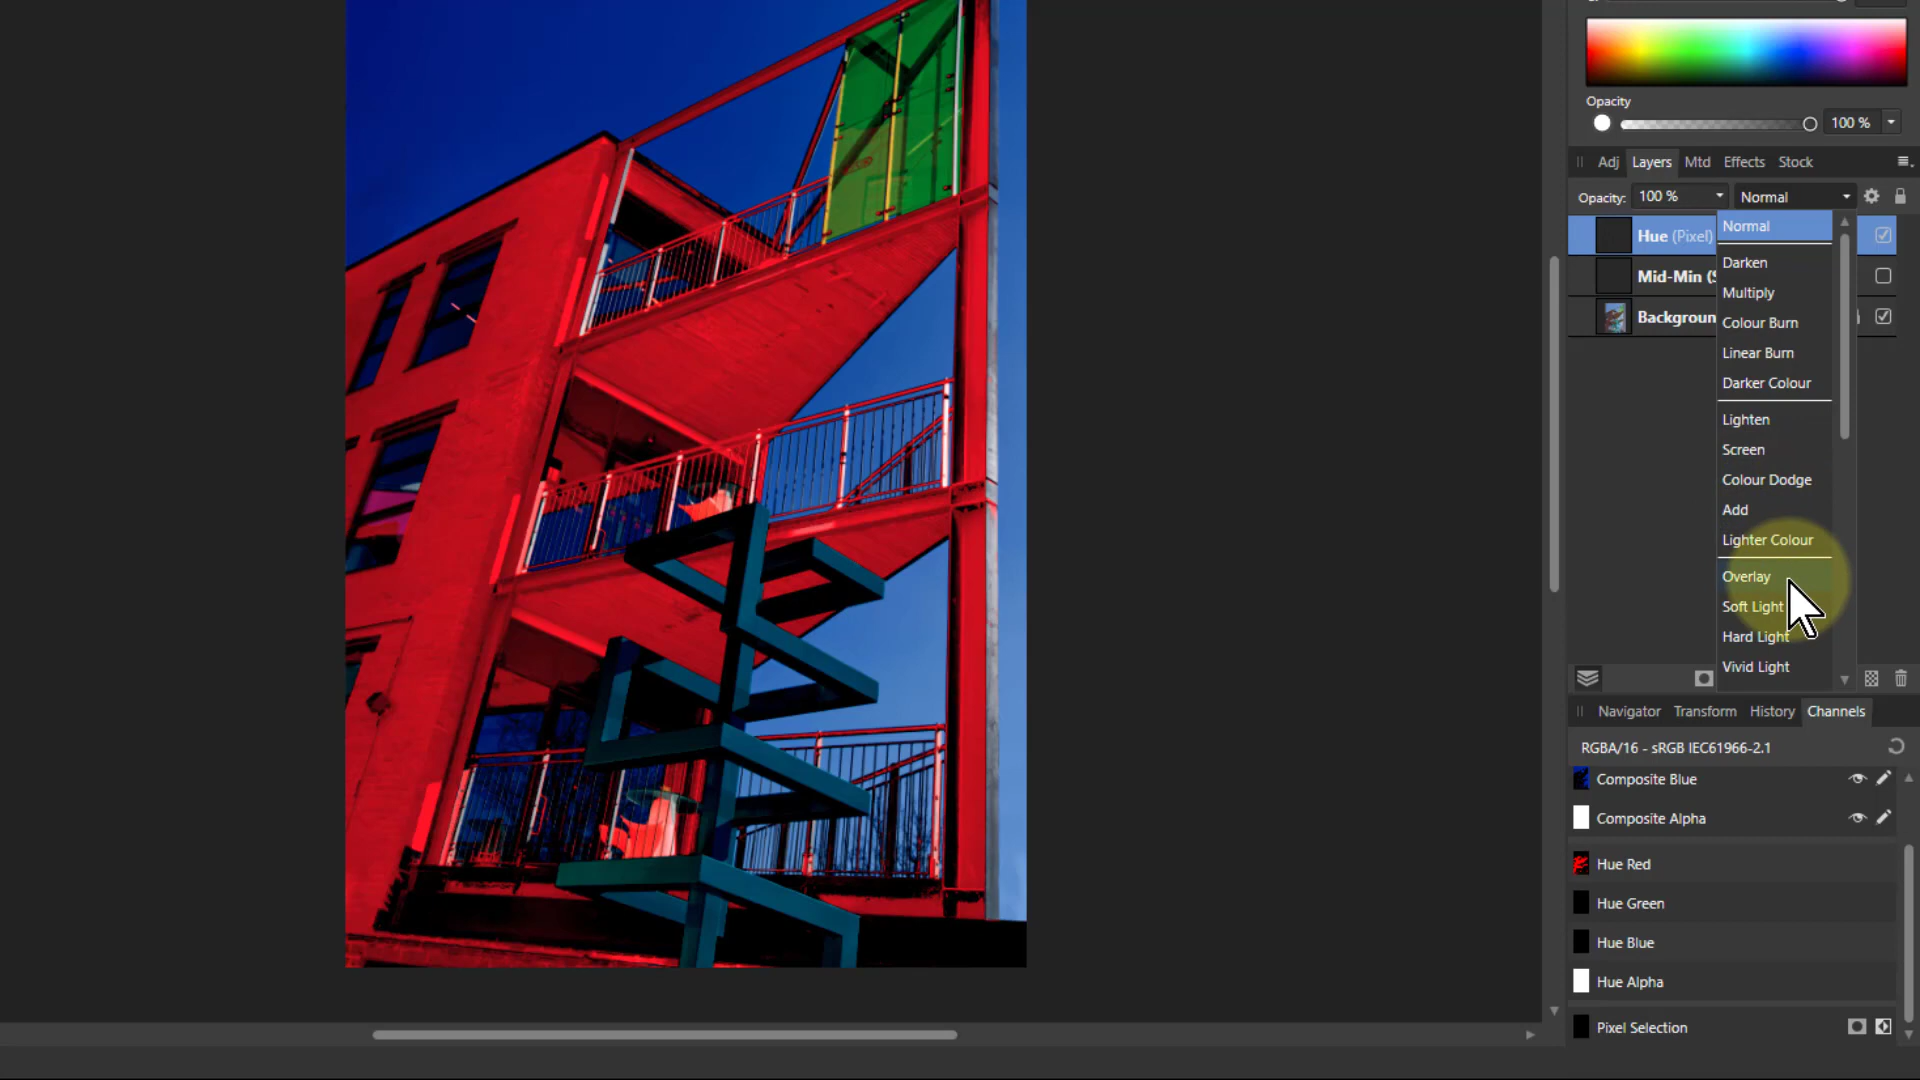 Opacity
100 %
Adj Layers Mtd Effects Stock
Opacity: 100 % Normal
Hue (Pixel)
Mid-Min (S
Backgroun
Normal
Darken
Multiply
Colour Burn
Linear Burn
Darker Colour
Lighten
Screen
Colour Dodge
Add
Lighter Colour
Overlay
Soft Light
Hard Light
Vivid Light
Navigator Transform History Channels
RGBA/16 - sRGB IEC61966-2.1
Composite Blue
Composite Alpha
Hue Red
Hue Green
Hue Blue
Hue Alpha
Pixel Selection